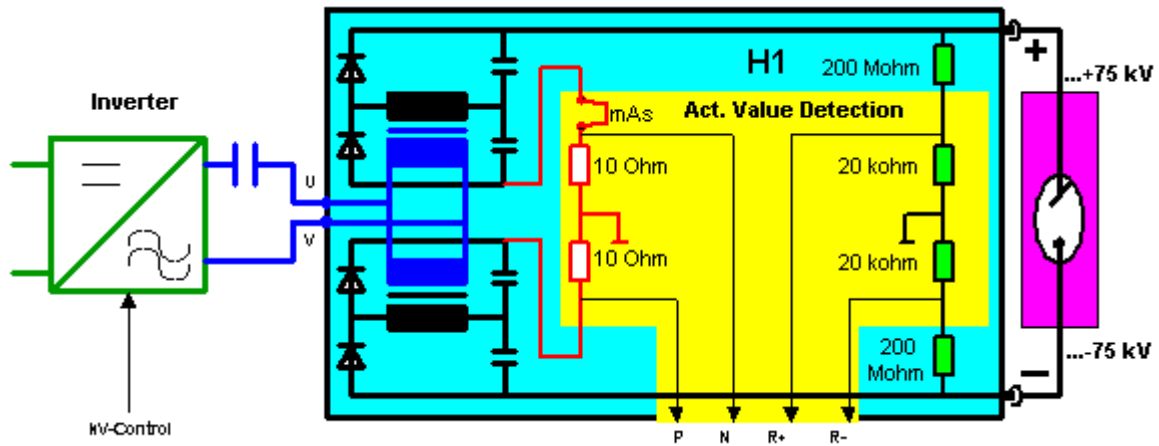 Inverter
U
V
KV-Control
H1
mAs
Act. Value Detection
10 Ohm
10 Ohm
200 Mohm
20 kohm
20 kohm
200
Mohm
P N R+ R-
+
...+75 kV
...-75 kV
−